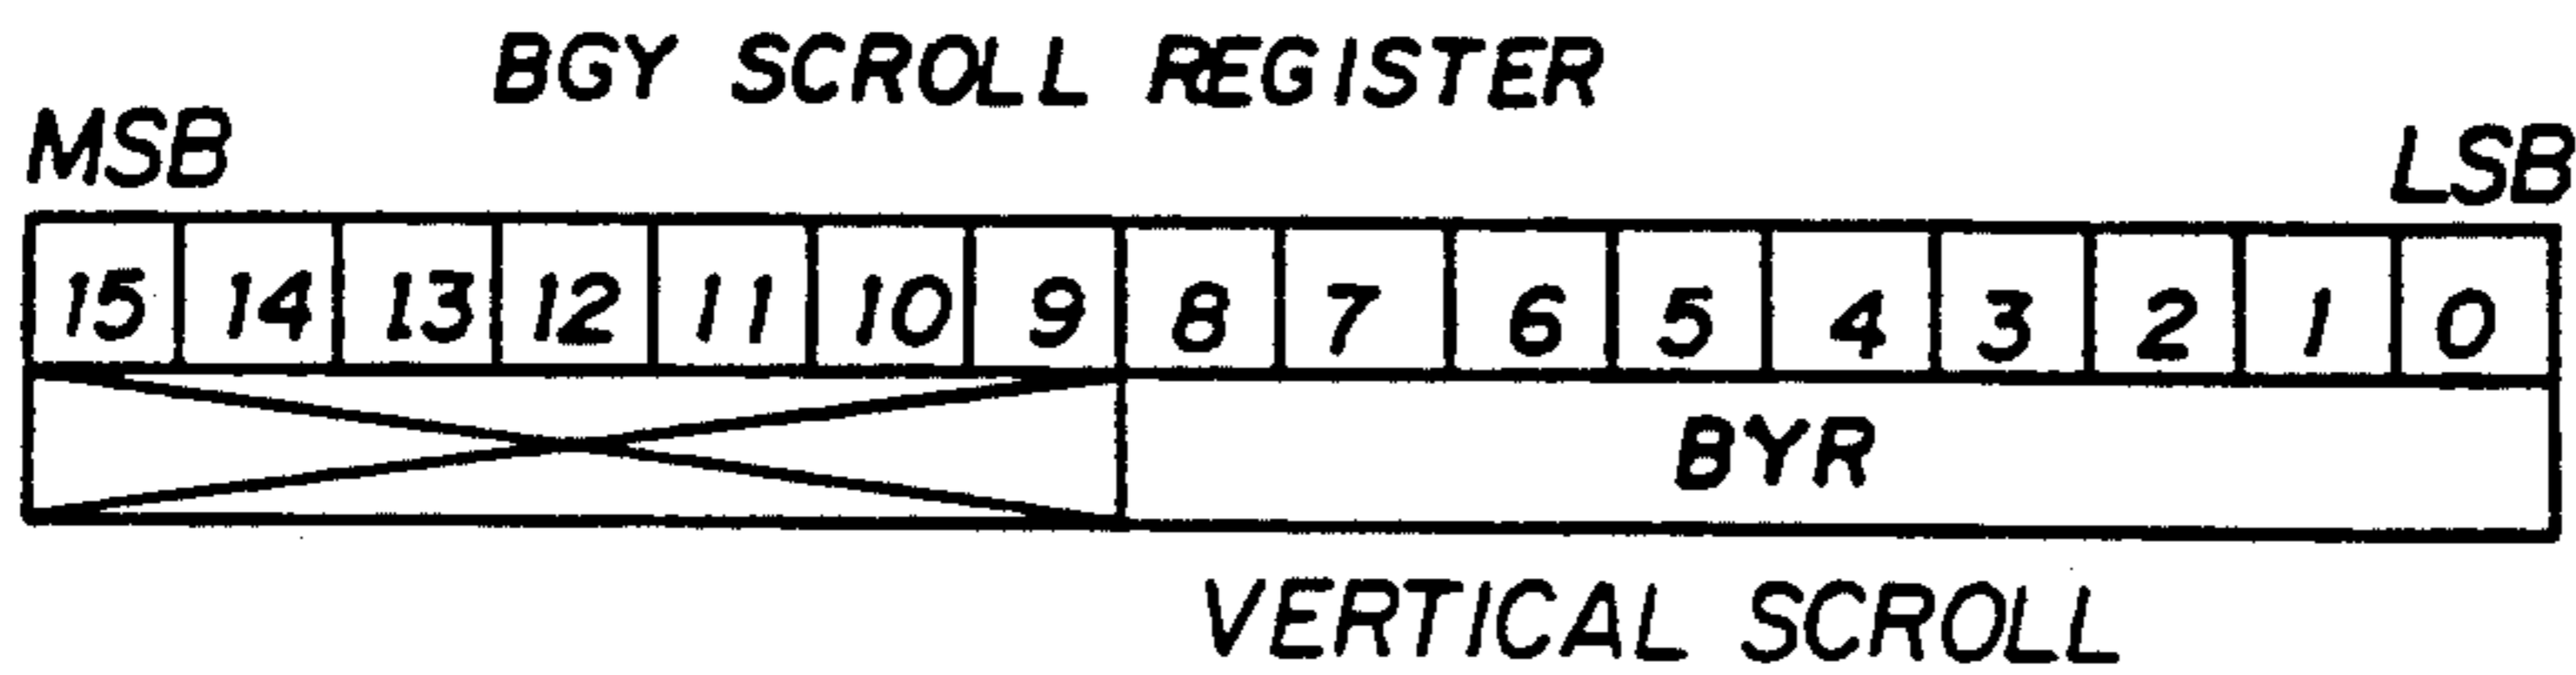 BGY SCROLL REGISTER
MSB LSB
15 14 13 12 11 10 9 8 7 6 5 4 3 2 1 0
BYR
VERTICAL SCROLL